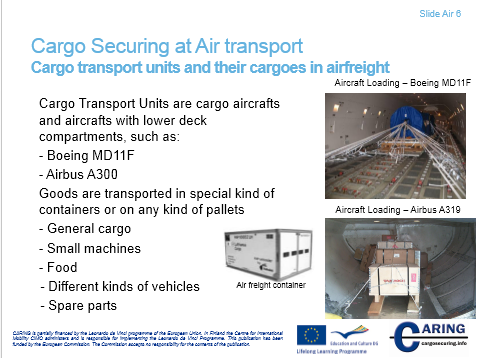 Slide Air 6
Cargo Securing at Air transport
Cargo transport units and their cargoes in airfreight
Aircraft Loading – Boeing MD11F
Cargo Transport Units are cargo aircrafts
and aircrafts with lower deck
compartments, such as:
- Boeing MD11F
- Airbus A300
Goods are transported in special kind of
containers or on any kind of pallets
- General cargo
- Small machines
- Food
- Different kinds of vehicles
- Spare parts
Air freight container
Aircraft Loading – Airbus A319
CARING is partially financed by the Leonardo da Vinci programme of the European Union. In Finland the Centre for International
Mobility CIMO administers and is responsible for implementing the Leonardo da Vinci Programme. This publication has been
funded by the European Commission. The Commission accepts no responsibility for the contents of the publication.
Education and Culture DG
Lifelong Learning Programme
CARING
cargosecuring.info